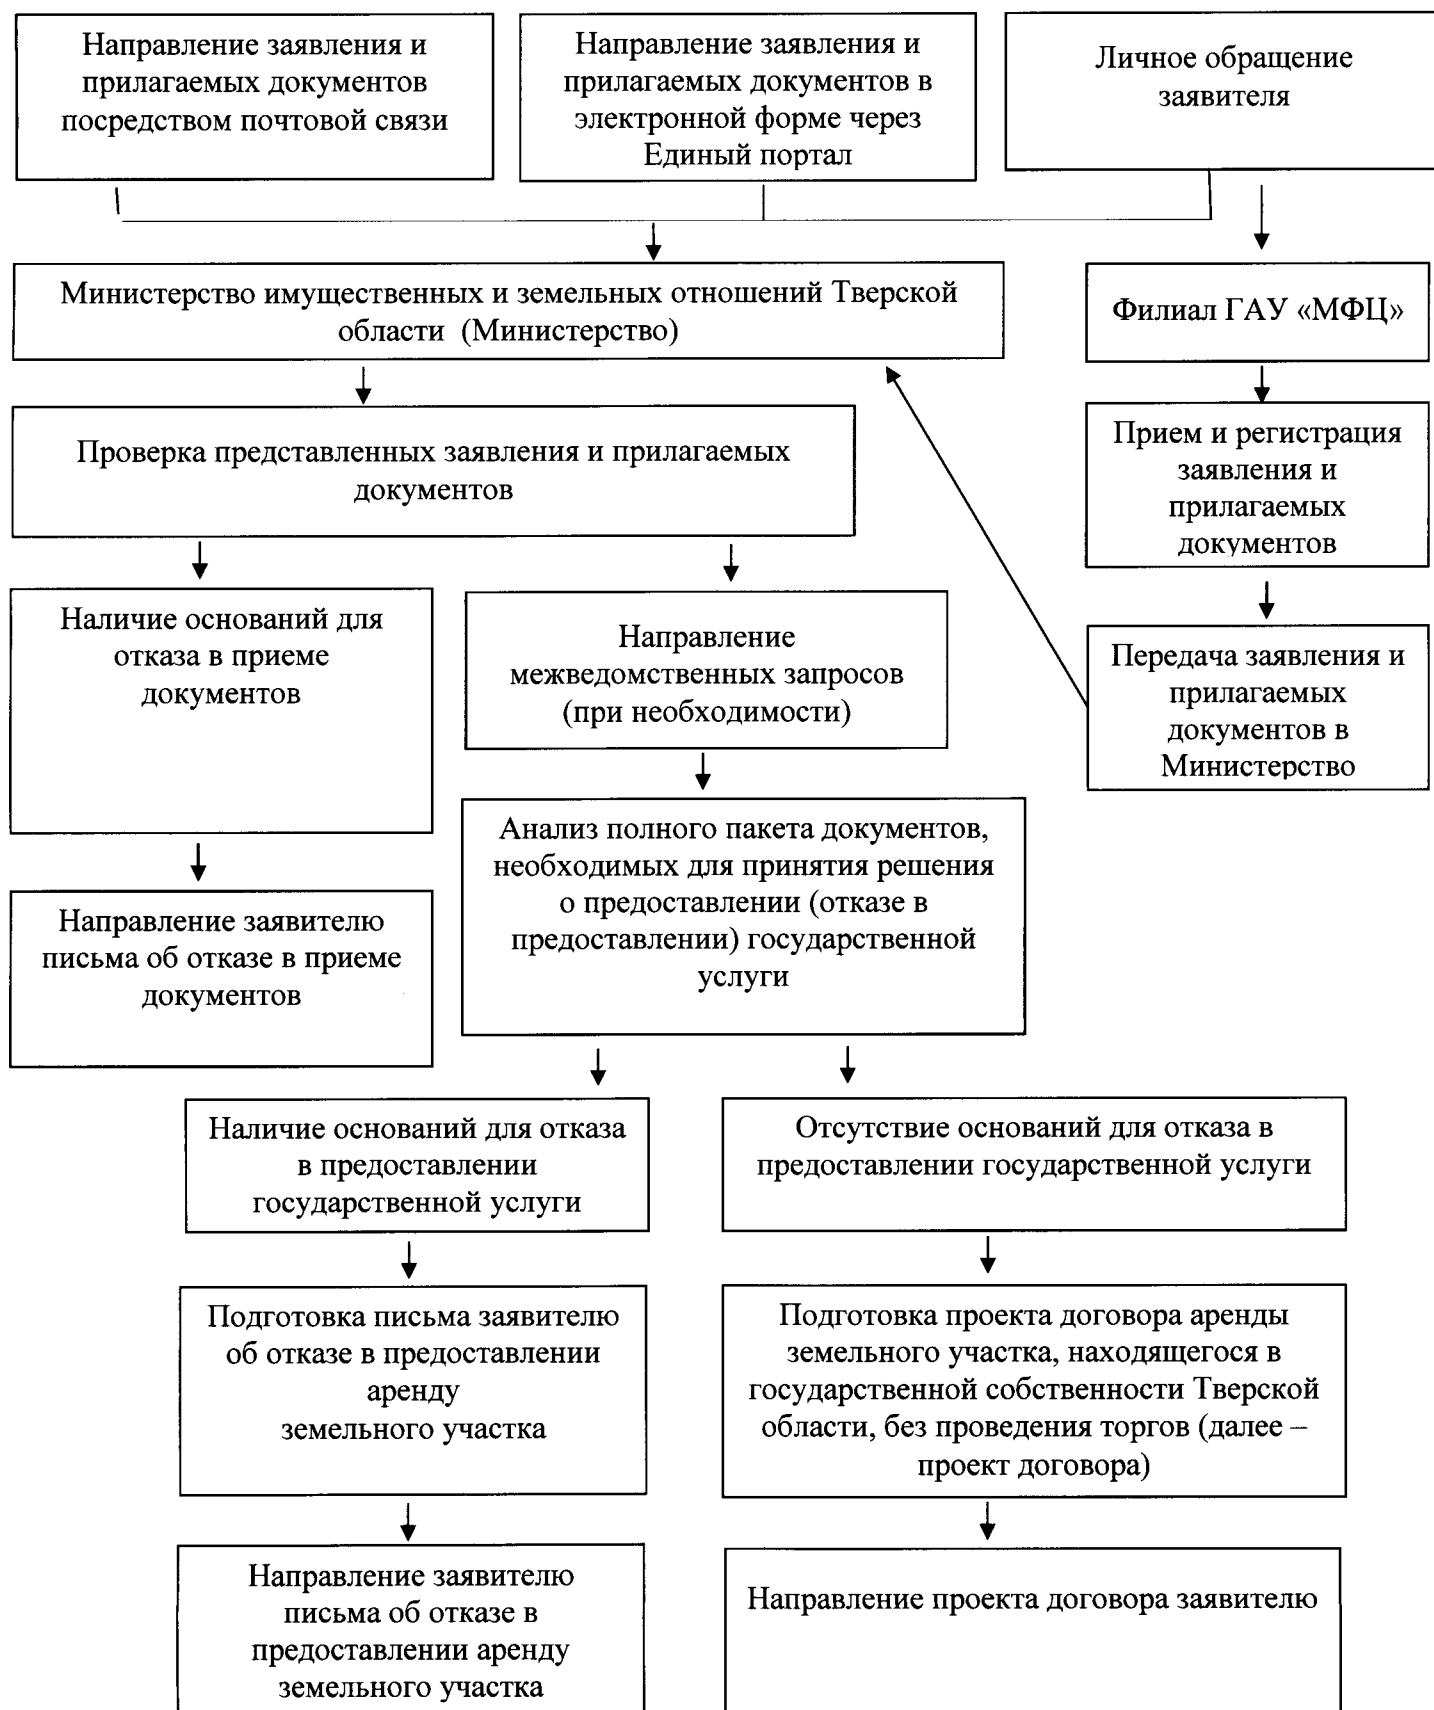 Направление заявления и
прилагаемых документов
посредством почтовой связи
Направление заявления и
прилагаемых документов в
электронной форме через
Единый портал
Личное обращение
заявителя
Министерство имущественных и земельных отношений Тверской
области (Министерство)
Филиал ГАУ «МФЦ»
Проверка представленных заявления и прилагаемых
документов
Прием и регистрация
заявления и
прилагаемых
документов
Наличие оснований для
отказа в приеме
документов
Направление
межведомственных запросов
(при необходимости)
Передача заявления и
прилагаемых
документов в
Министерство
Анализ полного пакета документов,
необходимых для принятия решения
о предоставлении (отказе в
предоставлении) государственной
услуги
Направление заявителю
письма об отказе в приеме
документов
Наличие оснований для отказа
в предоставлении
государственной услуги
Отсутствие оснований для отказа в
предоставлении государственной услуги
Подготовка письма заявителю
об отказе в предоставлении
аренду
земельного участка
Подготовка проекта договора аренды
земельного участка, находящегося в
государственной собственности Тверской
области, без проведения торгов (далее –
проект договора)
Направление заявителю
письма об отказе в
предоставлении аренду
земельного участка
Направление проекта договора заявителю